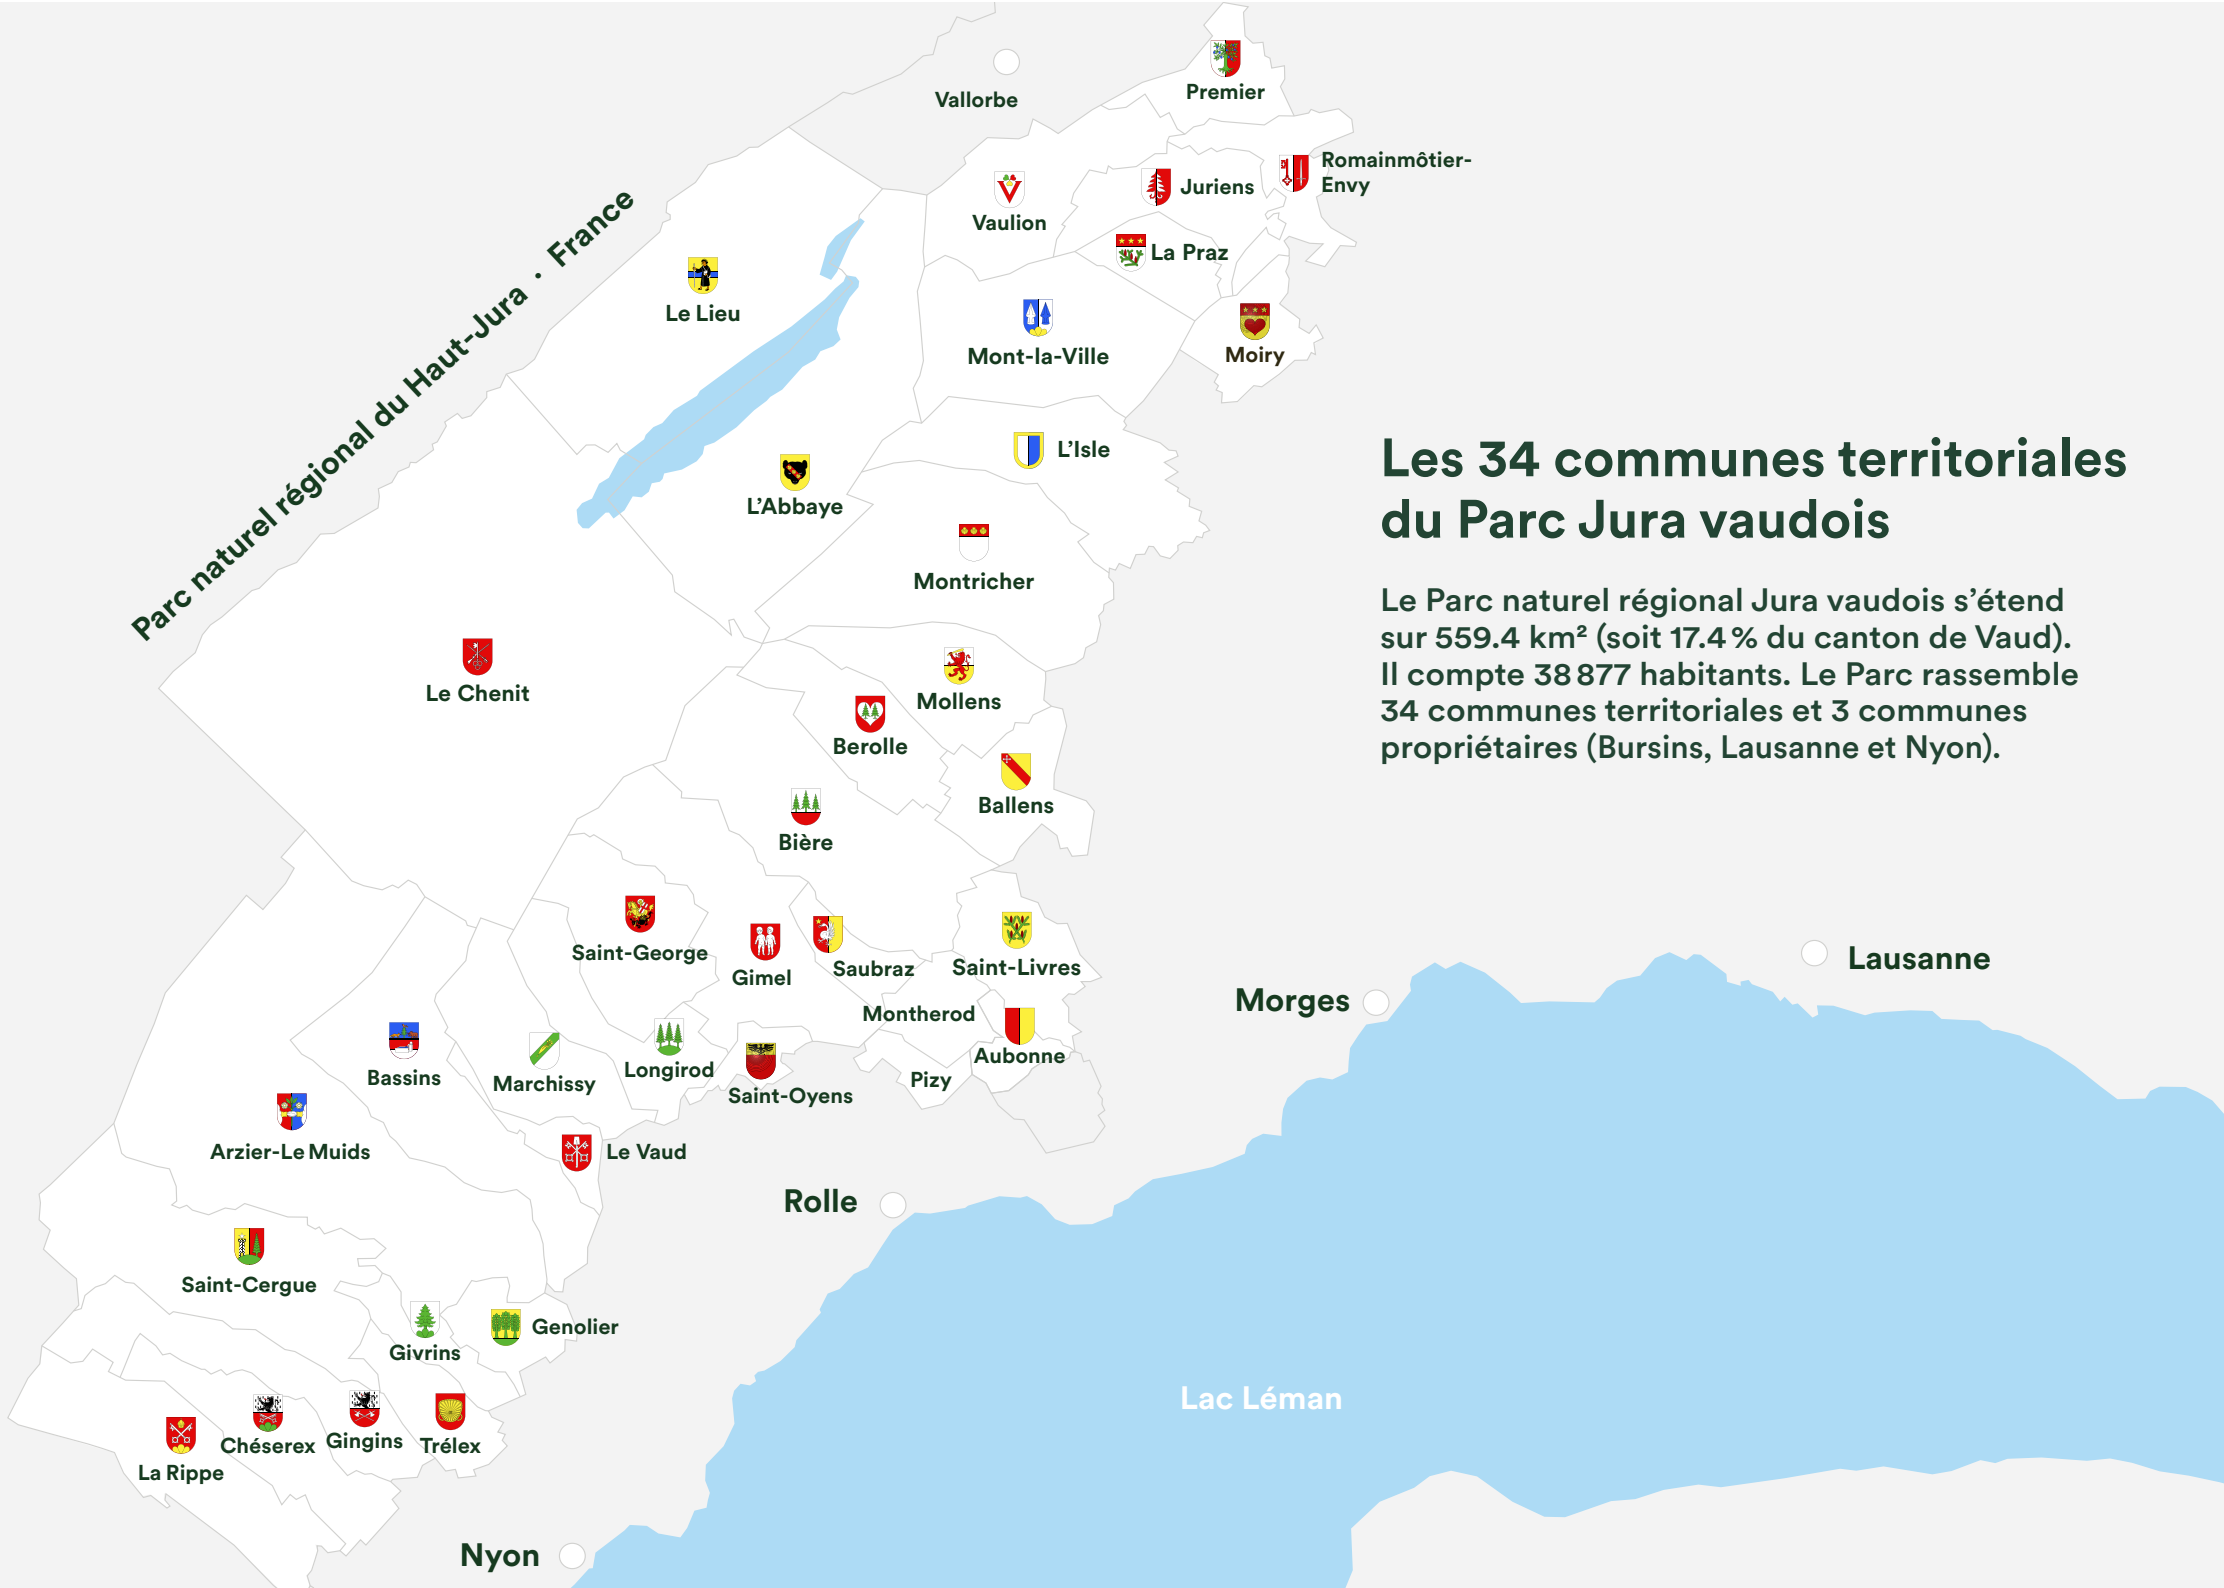 Vallorbe
Premier
Romainmôtier-
Envy
Juriens
Vaulion
La Praz
Parc naturel régional du Haut-Jura · France
Le Lieu
Mont-la-Ville
Moiry
L’Isle
L’Abbaye
Montricher
Les 34 communes territoriales
du Parc Jura vaudois
Le Parc naturel régional Jura vaudois s’étend
sur 559.4 km² (soit 17.4 % du canton de Vaud).
Il compte 38 877 habitants. Le Parc rassemble
34 communes territoriales et 3 communes
propriétaires (Bursins, Lausanne et Nyon).
Le Chenit
Mollens
Berolle
Ballens
Bière
Saint-George
Gimel
Saubraz
Saint-Livres
Lausanne
Morges
Montherod
Aubonne
Bassins
Marchissy
Longirod
Pizy
Saint-Oyens
Arzier-Le Muids
Le Vaud
Rolle
Saint-Cergue
Genolier
Givrins
Lac Léman
Chéserex
Gingins
Trélex
La Rippe
Nyon